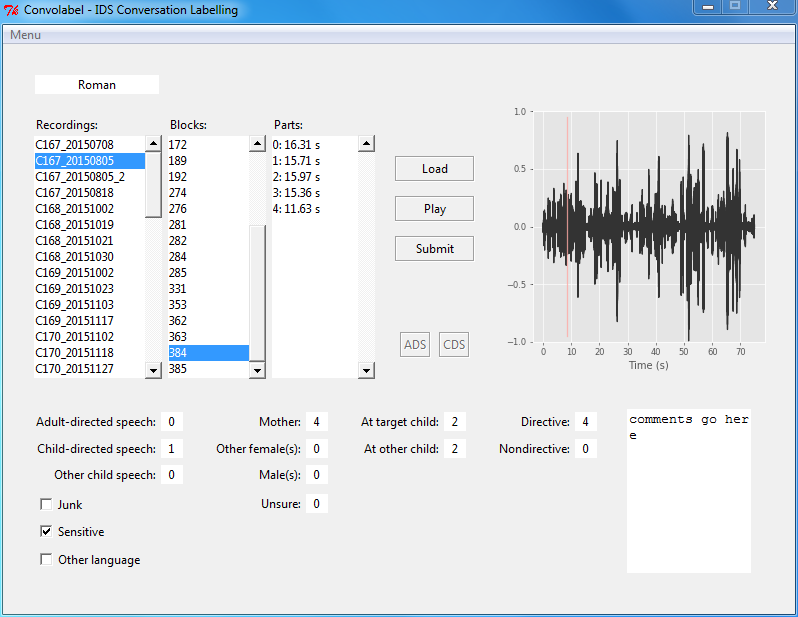 Convolabel - IDS Conversation Labelling
Menu
Roman
Recordings: Blocks: Parts:
C167_20150708 172 0: 16.31 s
C167_20150805 189 1: 15.71 s
C167_20150805_2 192 2: 15.97 s
C167_20150818 274 3: 15.36 s
C168_20151002 276 4: 11.63 s
C168_20151019 281
C168_20151021 282
C168_20151030 284
C169_20151002 285
C169_20151023 331
C169_20151103 353
C169_20151117 362
C170_20151102 363
C170_20151118 384
C170_20151127 385
Load
Play
Submit
ADS CDS
1.0
0.5
0.0
−0.5
−1.0
0 10 20 30 40 50 60 70
Time (s)
Adult-directed speech: 0 Mother: 4 At target child: 2 Directive: 4
Child-directed speech: 1 Other female(s): 0 At other child: 2 Nondirective: 0
Other child speech: 0 Male(s): 0
Junk Unsure: 0
Sensitive
Other language
comments go her
e